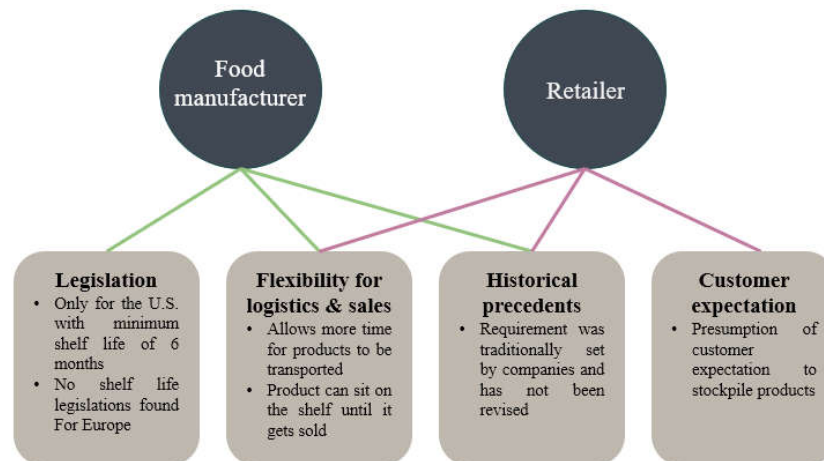 Food
manufacturer
Retailer
Legislation
• Only for the U.S.
with minimum
shelf life of 6
months
• No shelf life
legislations found
For Europe
Flexibility for
logistics & sales
• Allows more time
for products to be
transported
• Product can sit on
the shelf until it
gets sold
Historical
precedents
• Requirement was
traditionally set
by companies and
has not been
revised
Customer
expectation
• Presumption of
customer
expectation to
stockpile products